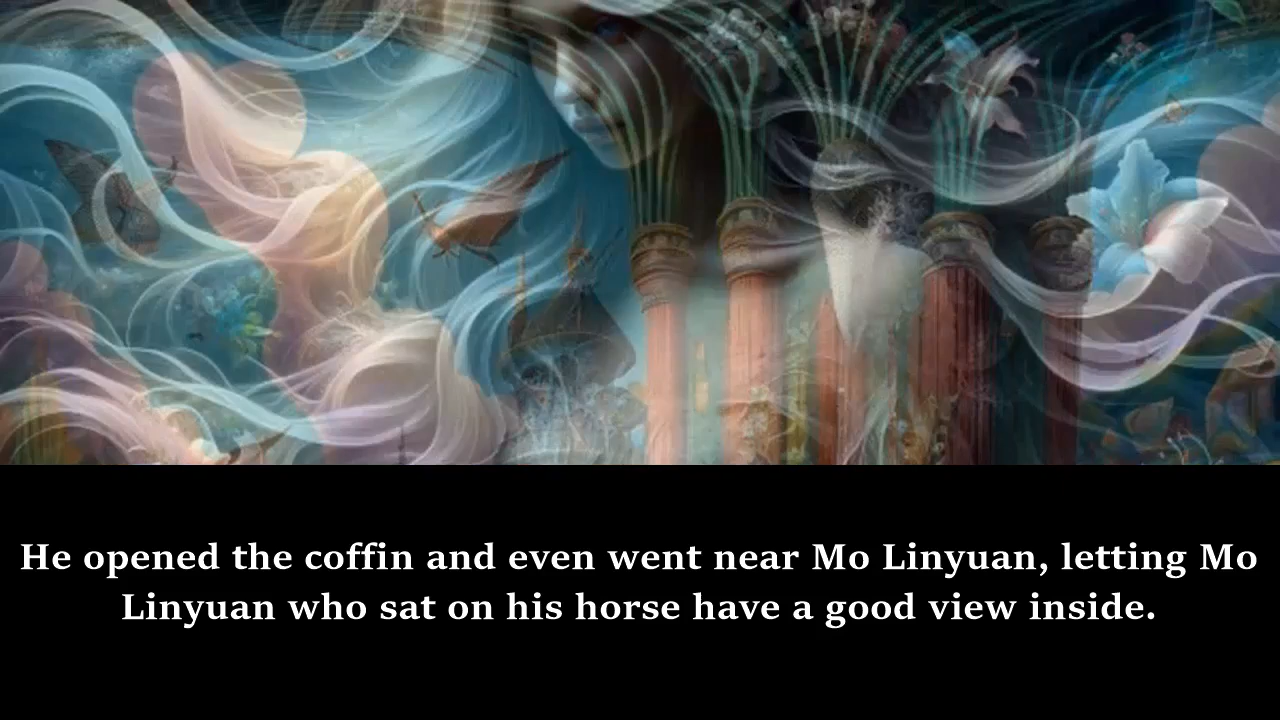 He opened the coffin and even went near Mo Linyuan, letting Mo
Linyuan who sat on his horse have a good view inside.